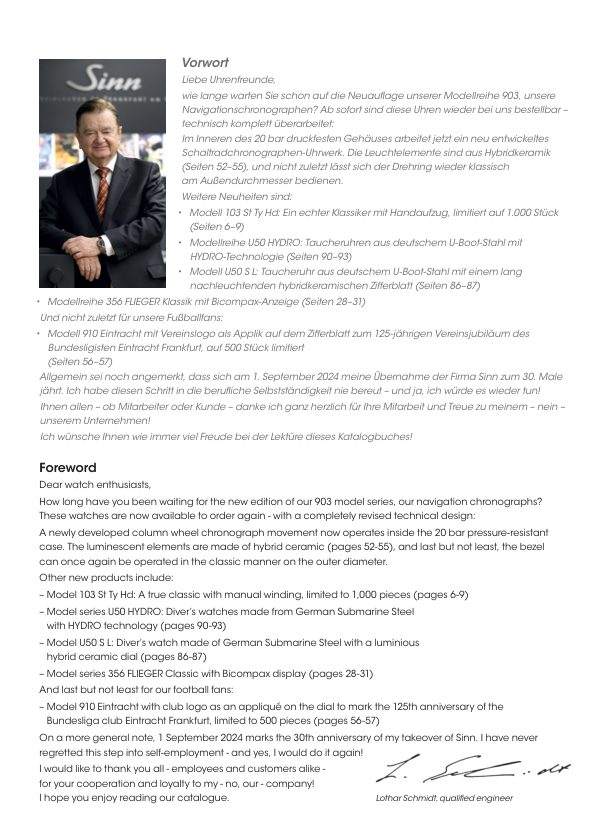 Sinn
Vorwort
Liebe Uhrenfreunde,
wie lange warten Sie schon auf die Neuauflage unserer Modellreihe 903, unsere
Navigationschronographen? Ab sofort sind diese Uhren wieder bei uns bestellbar –
technisch komplett überarbeitet:
Im Inneren des 20 bar druckfesten Gehäuses arbeitet jetzt ein neu entwickeltes
Schaltradchronographen-Uhrwerk. Die Leuchtelemente sind aus Hybridkeramik
(Seiten 52–55), und nicht zuletzt lässt sich der Drehring wieder klassisch
am Außendurchmesser bedienen.
Weitere Neuheiten sind:
• Modell 103 St Ty Hd: Ein echter Klassiker mit Handaufzug, limitiert auf 1.000 Stück
(Seiten 6–9)
• Modellreihe U50 HYDRO: Taucheruhren aus deutschem U-Boot-Stahl mit
HYDRO-Technologie (Seiten 90–93)
• Modell U50 S L: Taucheruhr aus deutschem U-Boot-Stahl mit einem lang
nachleuchtenden hybridkeramischen Zifferblatt (Seiten 86–87)
• Modellreihe 356 FLIEGER Klassik mit Bicompax-Anzeige (Seiten 28–31)
Und nicht zuletzt für unsere Fußballfans:
• Modell 910 Eintracht mit Vereinslogo als Applik auf dem Zifferblatt zum 125-jährigen Vereinsjubiläum des
Bundesligisten Eintracht Frankfurt, auf 500 Stück limitiert
(Seiten 56–57)
Allgemein sei noch angemerkt, dass sich am 1. September 2024 meine Übernahme der Firma Sinn zum 30. Male
jährt. Ich habe diesen Schritt in die berufliche Selbstständigkeit nie bereut – und ja, ich würde es wieder tun!
Ihnen allen – ob Mitarbeiter oder Kunde – danke ich ganz herzlich für Ihre Mitarbeit und Treue zu meinem – nein –
unserem Unternehmen!
Ich wünsche Ihnen wie immer viel Freude bei der Lektüre dieses Katalogbuches!
Foreword
Dear watch enthusiasts,
How long have you been waiting for the new edition of our 903 model series, our navigation chronographs?
These watches are now available to order again - with a completely revised technical design:
A newly developed column wheel chronograph movement now operates inside the 20 bar pressure-resistant
case. The luminescent elements are made of hybrid ceramic (pages 52-55), and last but not least, the bezel
can once again be operated in the classic manner on the outer diameter.
Other new products include:
– Model 103 St Ty Hd: A true classic with manual winding, limited to 1,000 pieces (pages 6-9)
– Model series U50 HYDRO: Diver's watches made from German Submarine Steel
with HYDRO technology (pages 90-93)
– Model U50 S L: Diver's watch made of German Submarine Steel with a luminious
hybrid ceramic dial (pages 86-87)
– Model series 356 FLIEGER Classic with Bicompax display (pages 28-31)
And last but not least for our football fans:
– Model 910 Eintracht with club logo as an appliqué on the dial to mark the 125th anniversary of the
Bundesliga club Eintracht Frankfurt, limited to 500 pieces (pages 56-57)
On a more general note, 1 September 2024 marks the 30th anniversary of my takeover of Sinn. I have never
regretted this step into self-employment - and yes, I would do it again!
I would like to thank you all - employees and customers alike -
for your cooperation and loyalty to my - no, our - company!
I hope you enjoy reading our catalogue.
Lothar Schmidt, qualified engineer